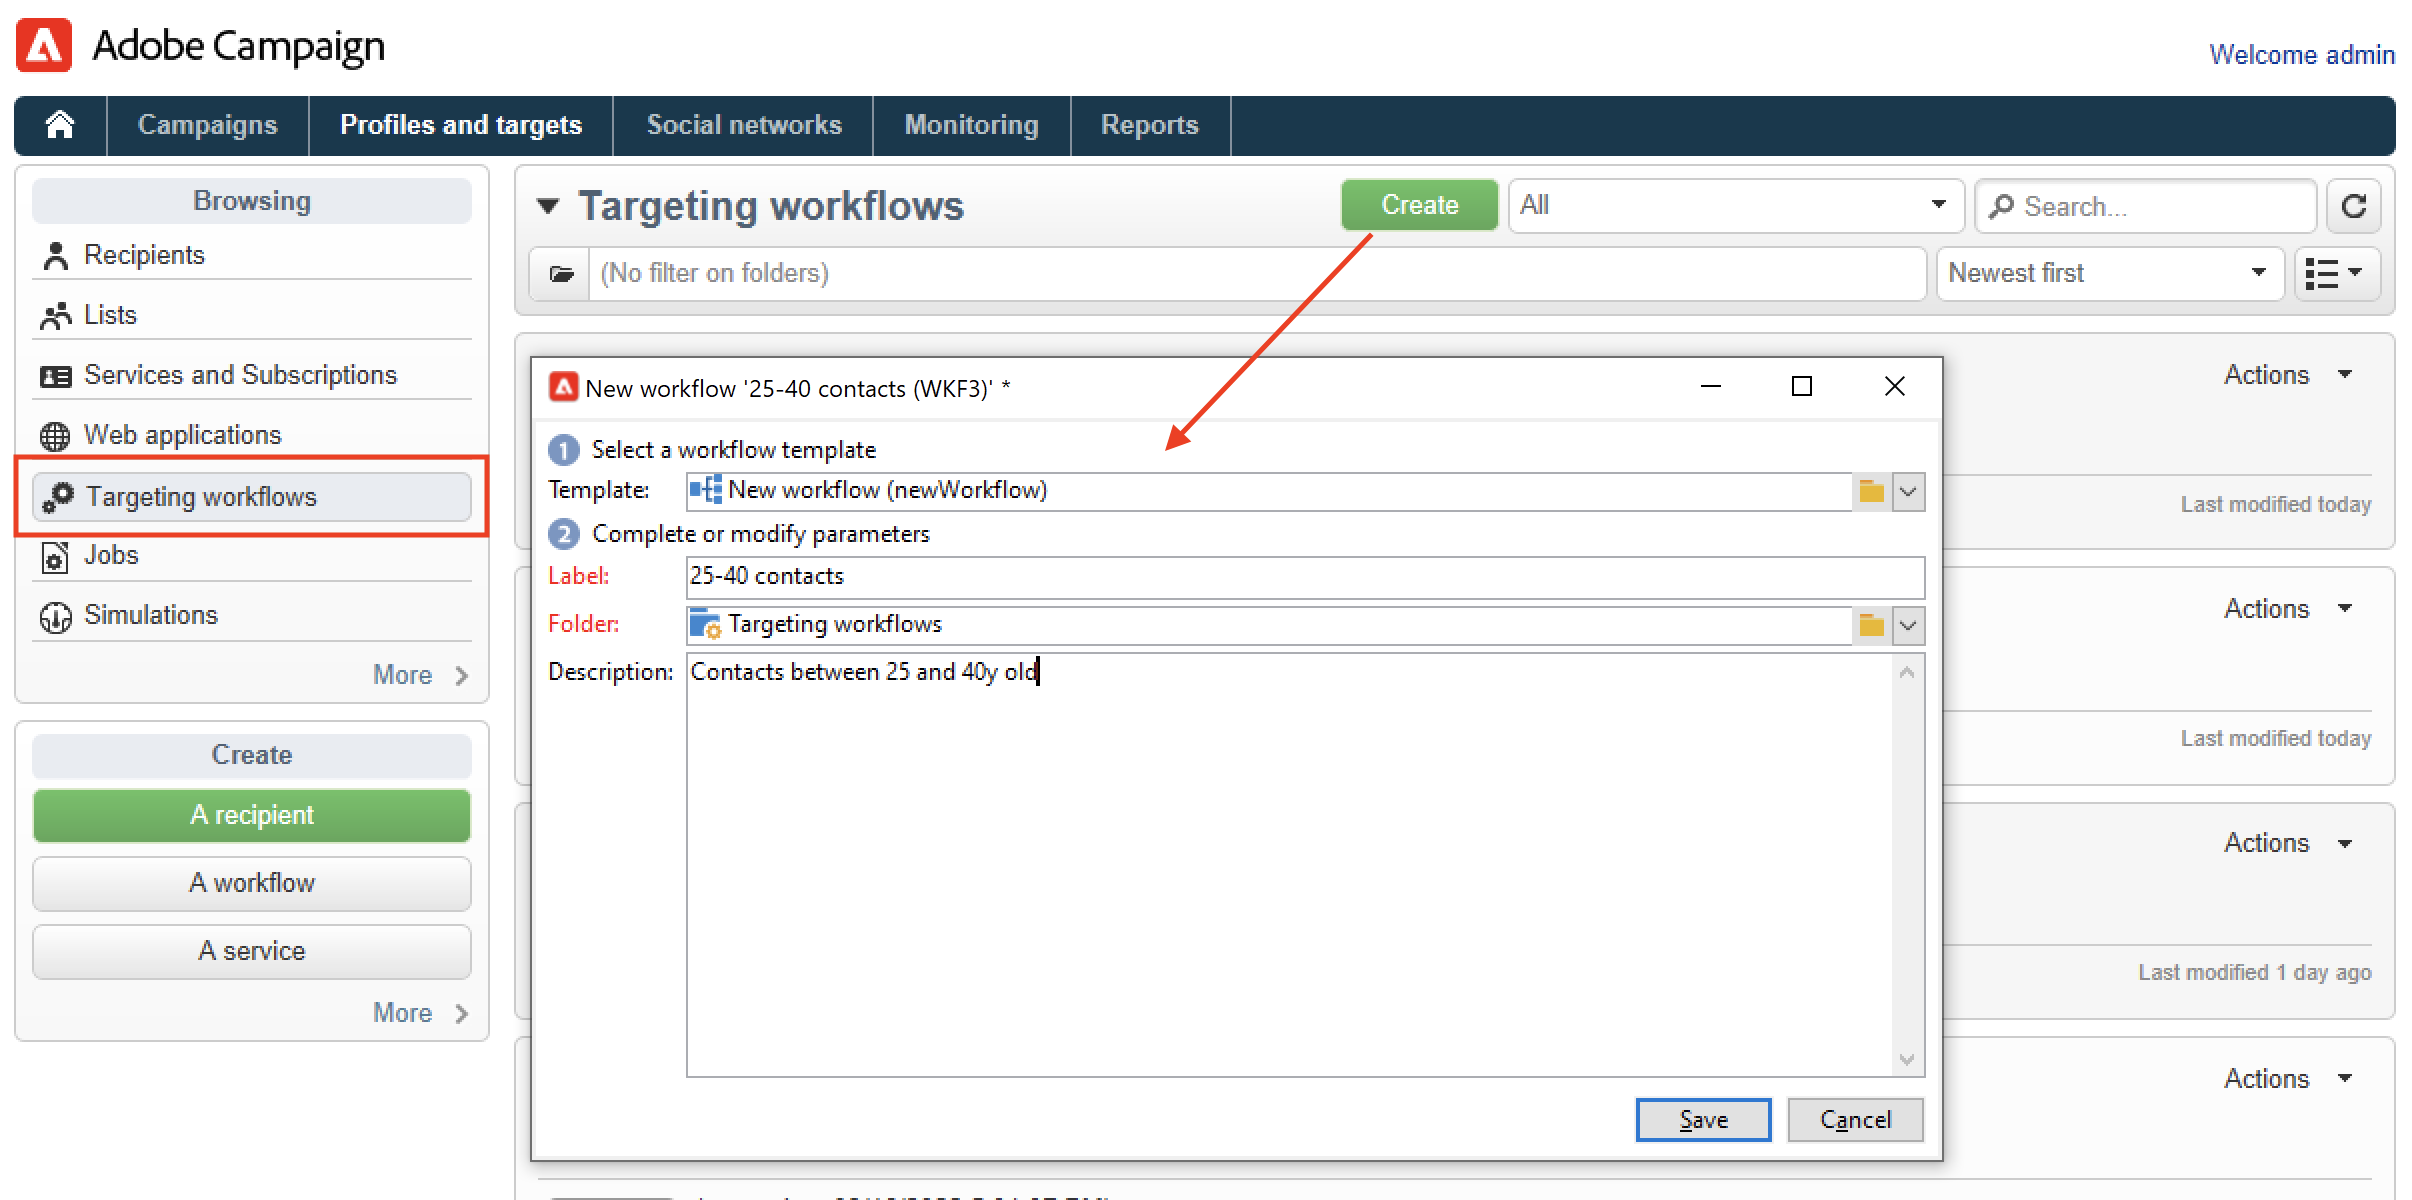 Adobe Campaign
Welcome admin
Campaigns
Profiles and targets
Social networks
Monitoring
Reports
Browsing
Recipients
Lists
Services and Subscriptions
Web applications
Targeting workflows
Jobs
Simulations
More
Create
A recipient
A workflow
A service
More
Targeting workflows
Create
All
Search...
(No filter on folders)
Newest first
Actions
Last modified today
Actions
Last modified today
Actions
Last modified 1 day ago
Actions
New workflow '25-40 contacts (WKF3)' *
1 Select a workflow template
Template: New workflow (newWorkflow)
2 Complete or modify parameters
Label: 25-40 contacts
Folder: Targeting workflows
Description: Contacts between 25 and 40y old
Save
Cancel